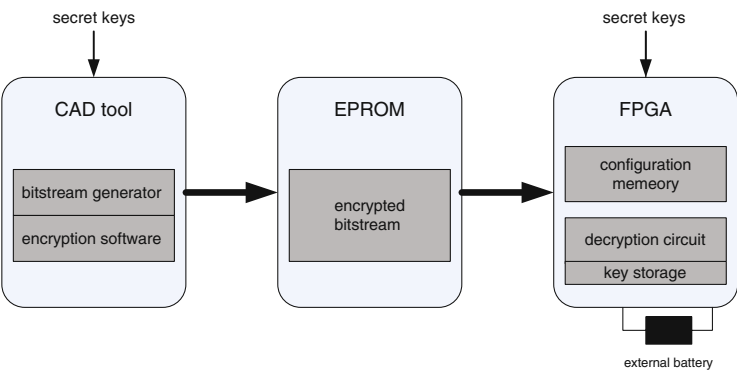 secret keys
secret keys
CAD tool
EPROM
FPGA
bitstream generator
encryption software
encrypted
bitstream
configuration
memeory
decryption circuit
key storage
external battery